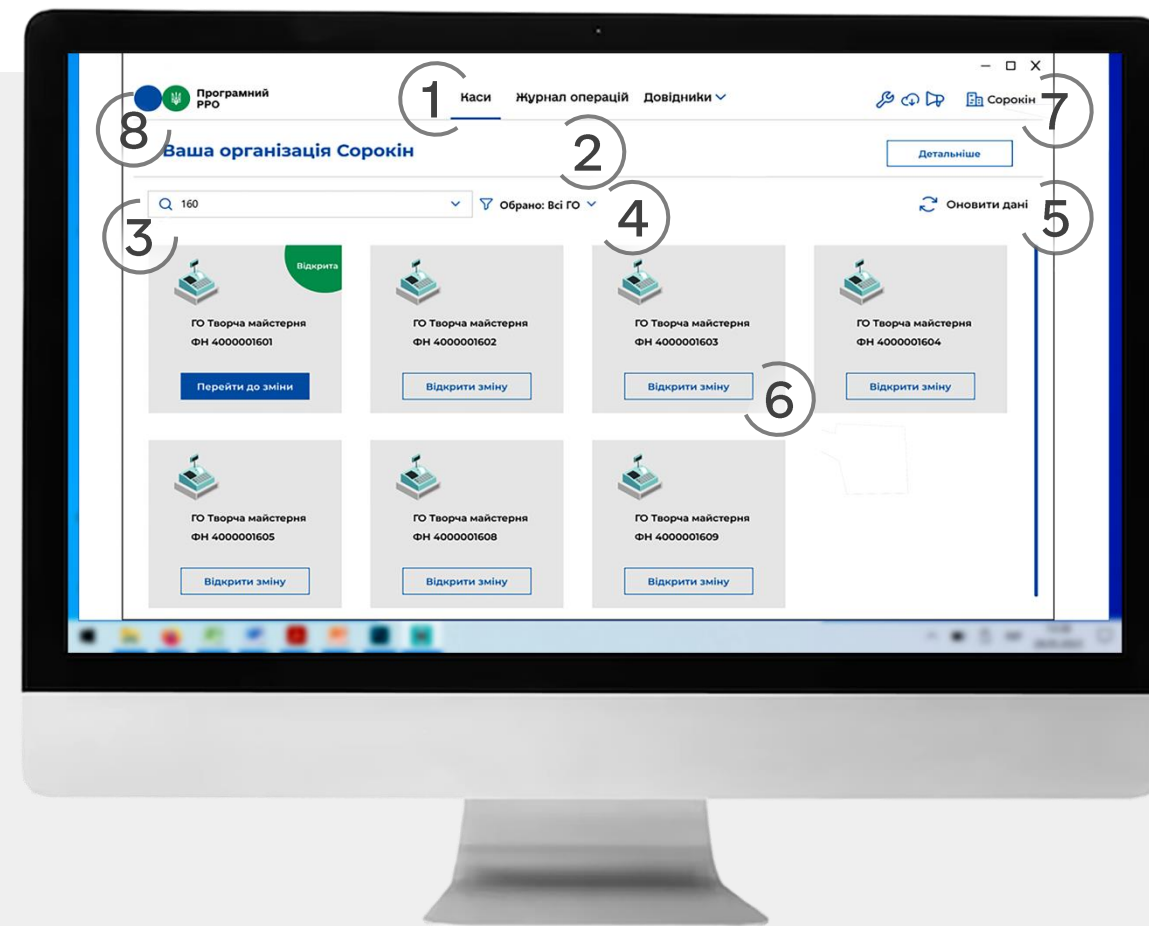 Програмний
РРО
1
Каси Журнал операцій Довідники
Сорокін
7
8
Ваша організація Сорокін
2
Детальніше
3
160
Обрано: Всі ГО
4
Оновити дані
5
Відкрита
ГО Творча майстерня
ФН 4000001601
Перейти до зміни
ГО Творча майстерня
ФН 4000001602
Відкрити зміну
ГО Творча майстерня
ФН 4000001603
Відкрити зміну
6
ГО Творча майстерня
ФН 4000001604
Відкрити зміну
ГО Творча майстерня
ФН 4000001605
Відкрити зміну
ГО Творча майстерня
ФН 4000001608
Відкрити зміну
ГО Творча майстерня
ФН 4000001609
Відкрити зміну